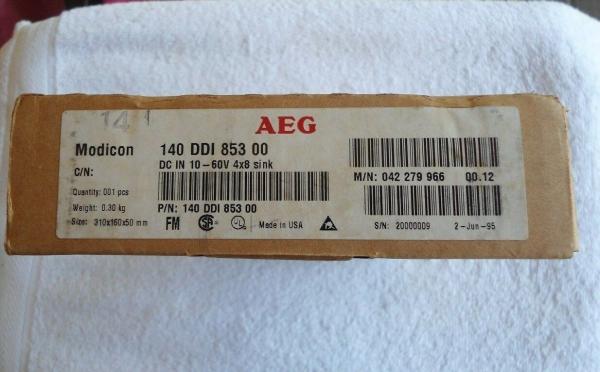 14 1
AEG
Modicon 140 DDI 853 00
DC IN 10-60V 4x8 sink
C/N:
M/N: 042 279 966 00.12
Quantity: 001 pcs
Weight: 0.30 kg
P/N: 140 DDI 853 00
Size: 310x160x50 mm
FM
Made in USA
S/N: 20000009 2-Jun-95